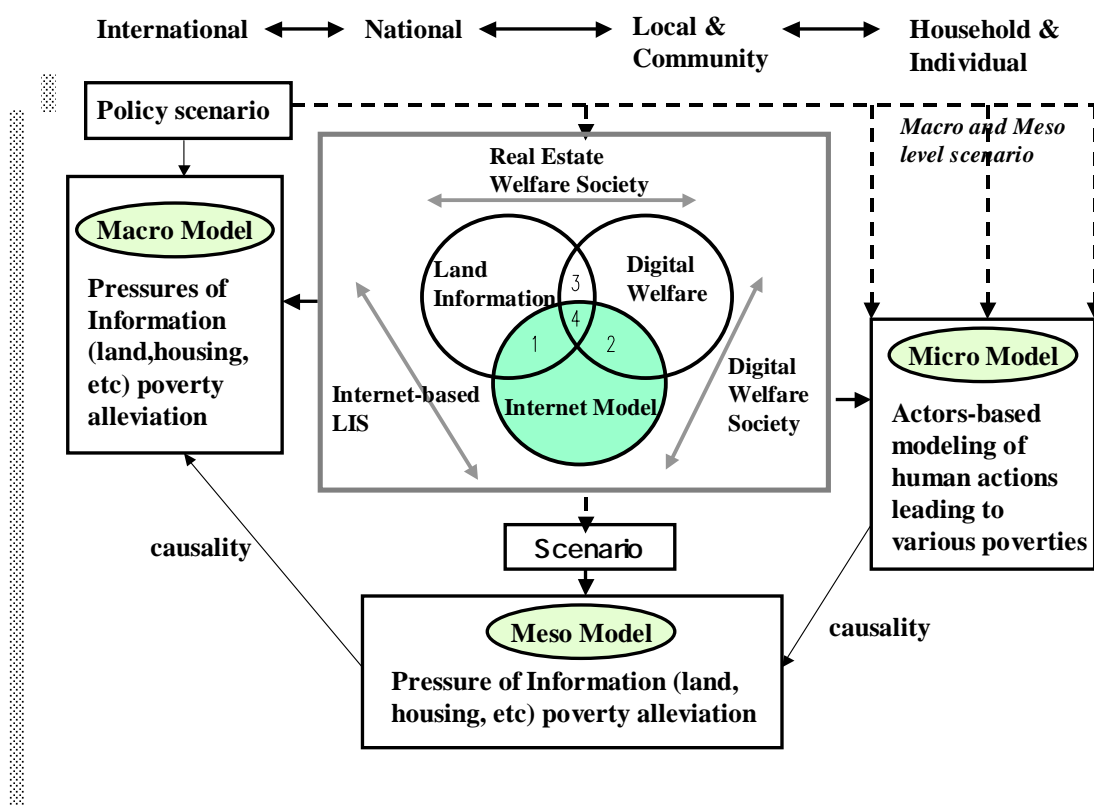 International
National
Local &
Community
Household &
Individual
Policy scenario
Macro and Meso
level scenario
Real Estate
Welfare Society
Macro Model
Pressures of
Information
(land,housing,
etc) poverty
alleviation
Land
Information
3
Digital
Welfare
4
1
2
Internet Model
Internet-based
LIS
Digital
Welfare
Society
Micro Model
Actors-based
modeling of
human actions
leading to
various poverties
causality
Scenario
causality
Meso Model
Pressure of Information (land,
housing, etc) poverty alleviation